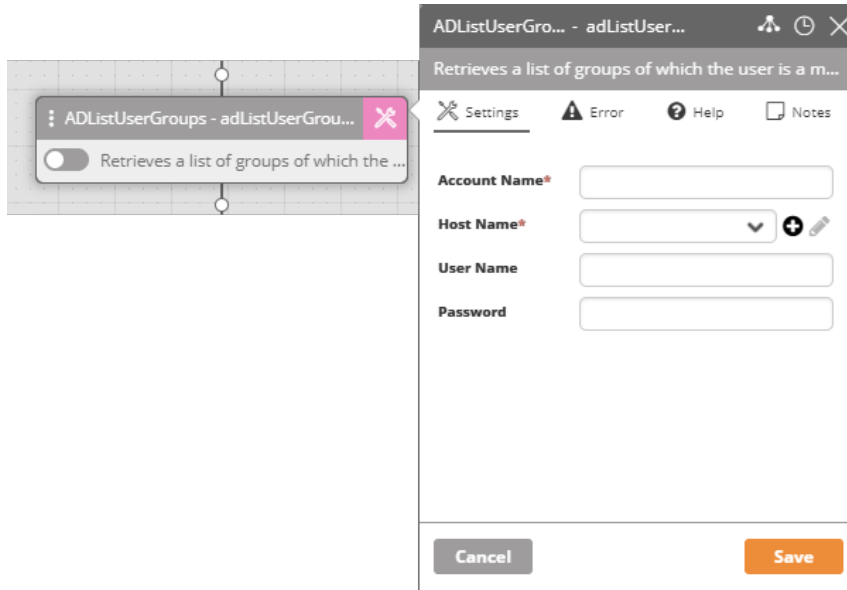 ADListUserGro... - adListUser...
Retrieves a list of groups of which the user is a m...
ADListUserGroups - adListUserGrou...
Retrieves a list of groups of which the ...
Settings
Error
Help
Notes
Account Name*
Host Name*
User Name
Password
Cancel
Save